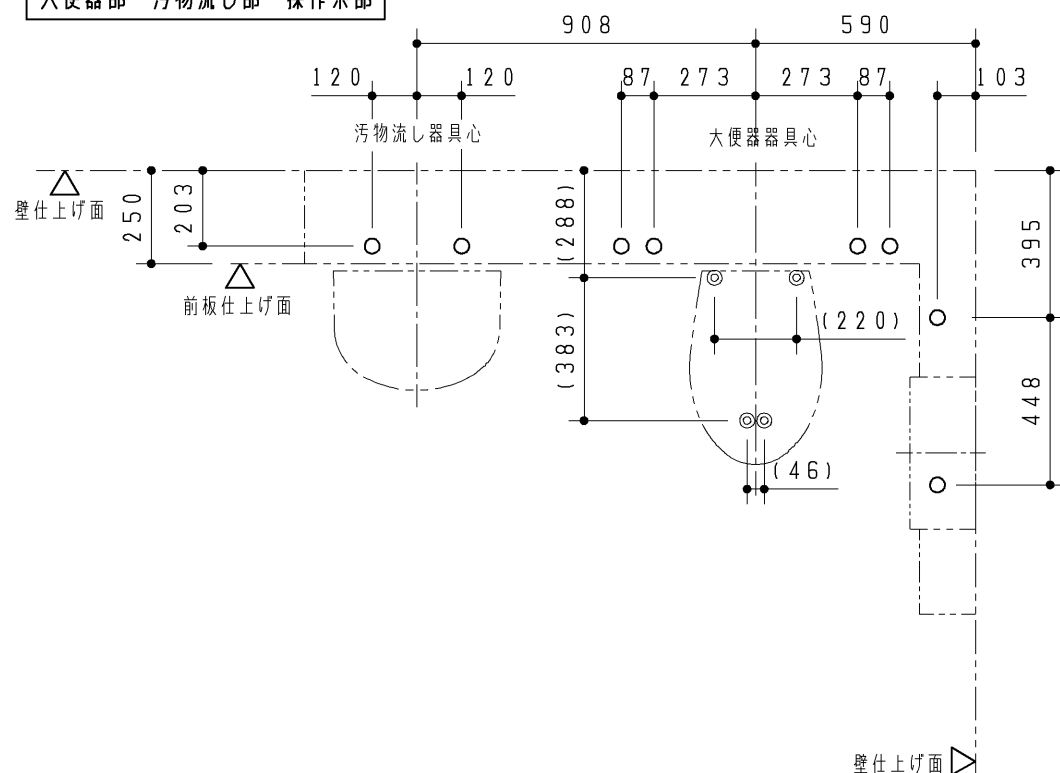 大便器部 汚物流し部 操作系部
908 590
120 120 87 273 273 87 103
汚物流し器具心 大便器器具心
壁仕上げ面
250
203
(288)
395
前板仕上げ面
(220)
(383)
448
(46)
壁仕上げ面